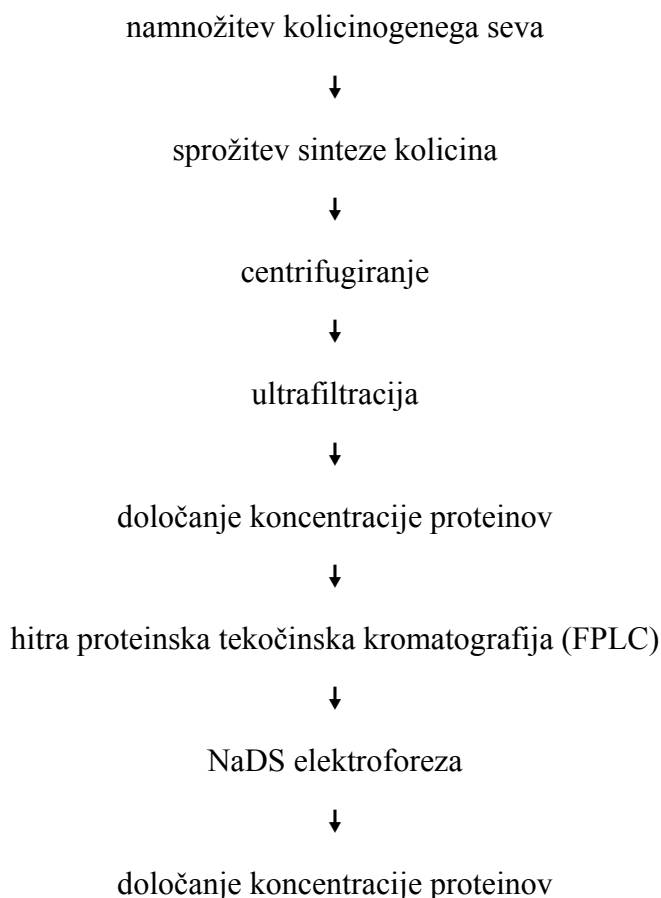 namnožitev kolicinogenega seva
sprožitev sinteze kolicina
centrifugiranje
ultrafiltracija
določanje koncentracije proteinov
hitra proteinska tekočinska kromatografija (FPLC)
NaDS elektroforeza
določanje koncentracije proteinov